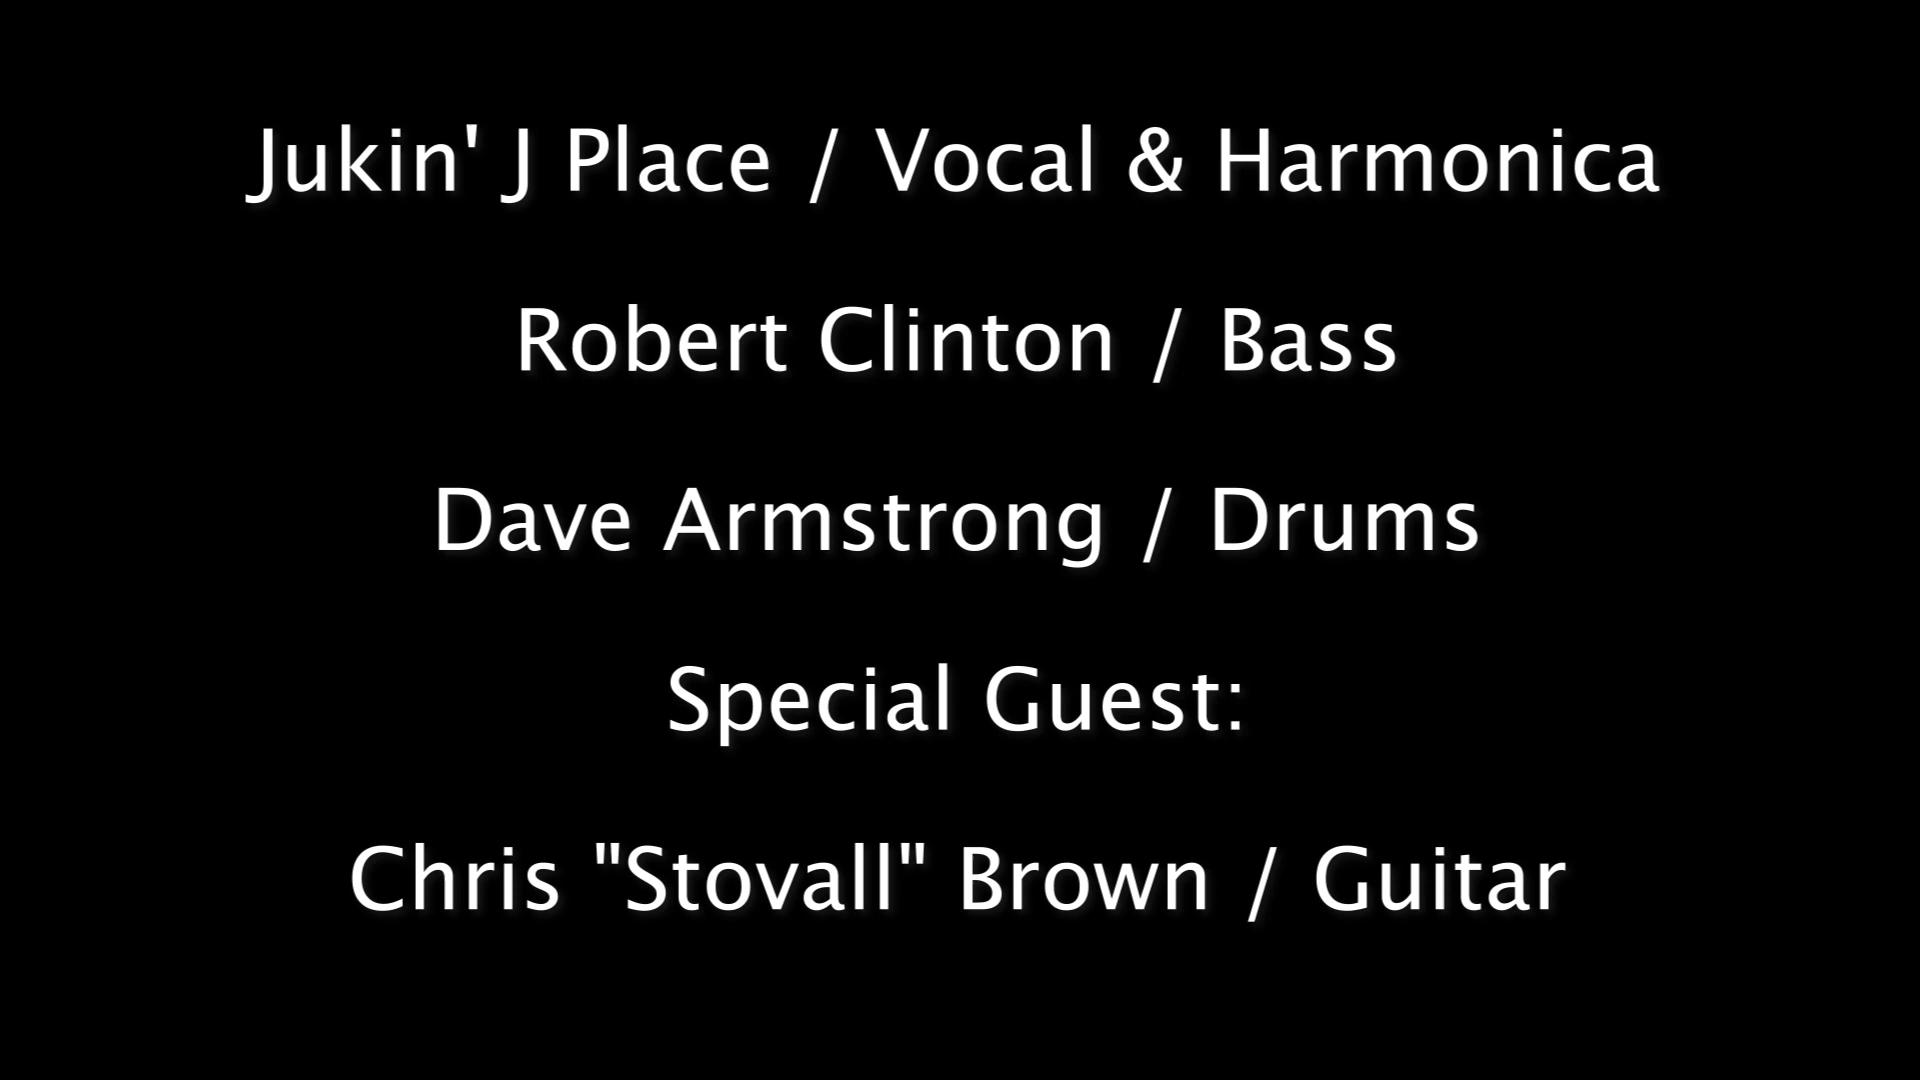 Jukin' J Place / Vocal & Harmonica
Robert Clinton / Bass
Dave Armstrong / Drums
Special Guest:
Chris "Stovall" Brown / Guitar